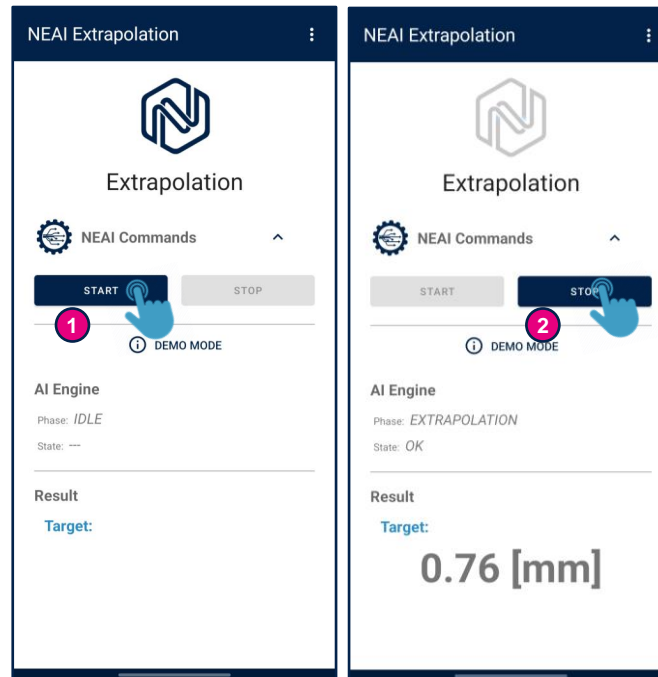 NEAI Extrapolation
Extrapolation
NEAI Commands
START
STOP
1
DEMO MODE
AI Engine
Phase: IDLE
State: ---
Result
Target:
NEAI Extrapolation
Extrapolation
NEAI Commands
START
STOP
2
DEMO MODE
AI Engine
Phase: EXTRAPOLATION
State: OK
Result
Target:
0.76 [mm]